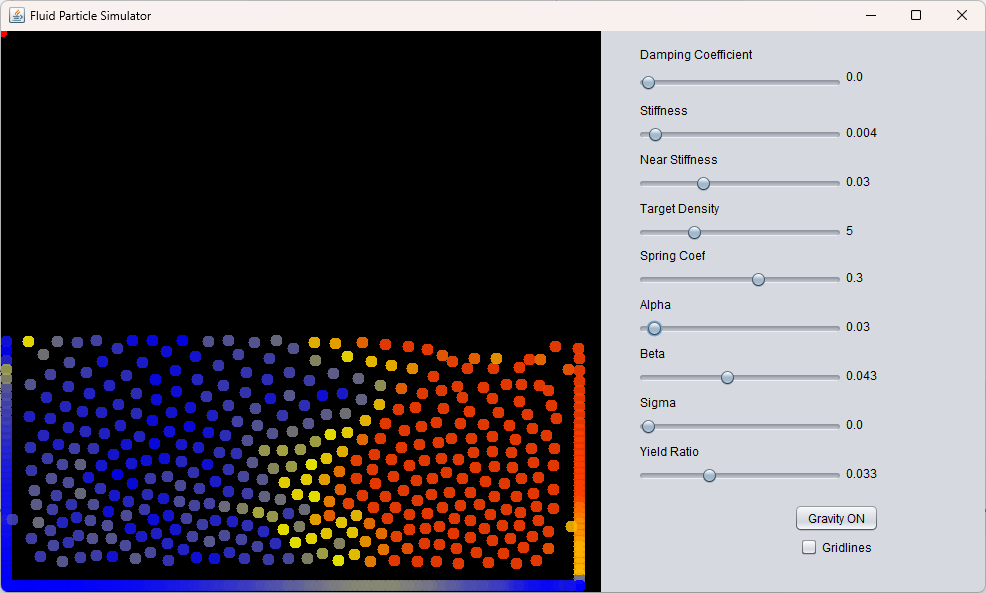 Fluid Particle Simulator
Damping Coefficient
0.0
Stiffness
0.004
Near Stiffness
0.03
Target Density
5
Spring Coef
0.3
Alpha
0.03
Beta
0.043
Sigma
0.0
Yield Ratio
0.033
Gravity ON
Gridlines